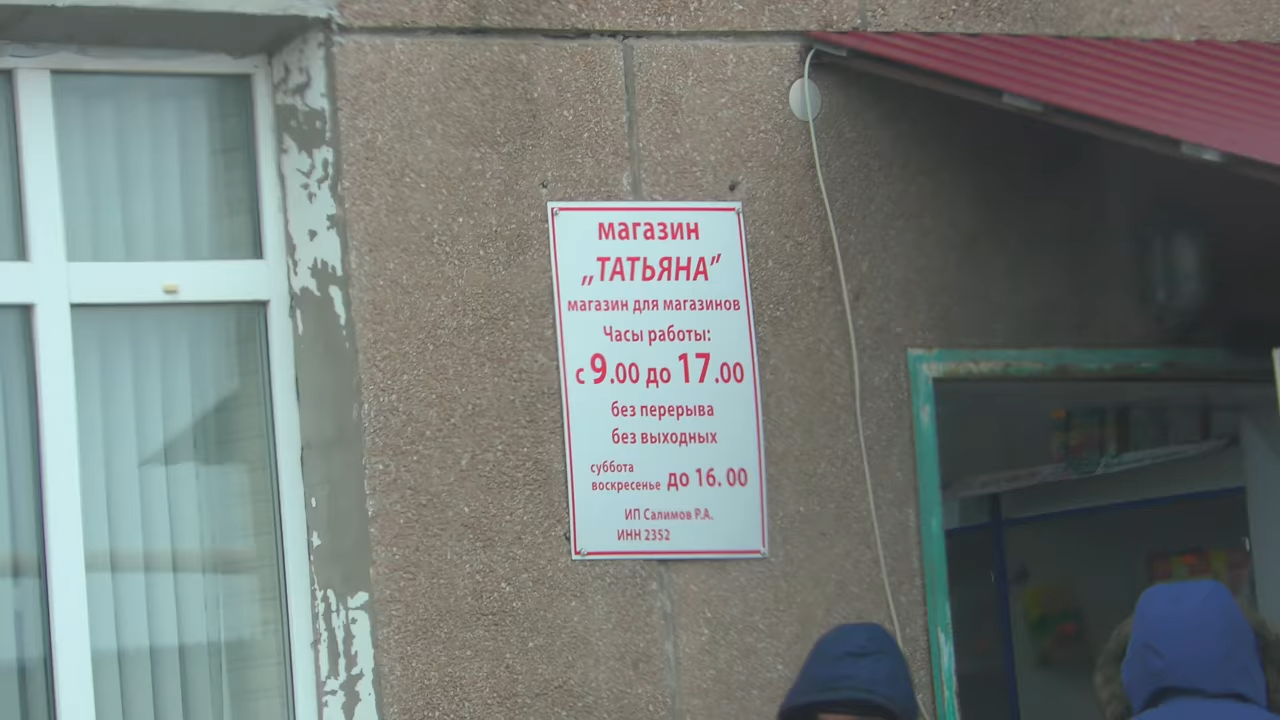 магазин
„ТАТЬЯНА”
магазин для магазинов
Часы работы:
с 9.00 до 17.00
без перерыва
без выходных
суббота
воскресенье до 16.00
ИП Салимов Р.А.
ИНН 2352